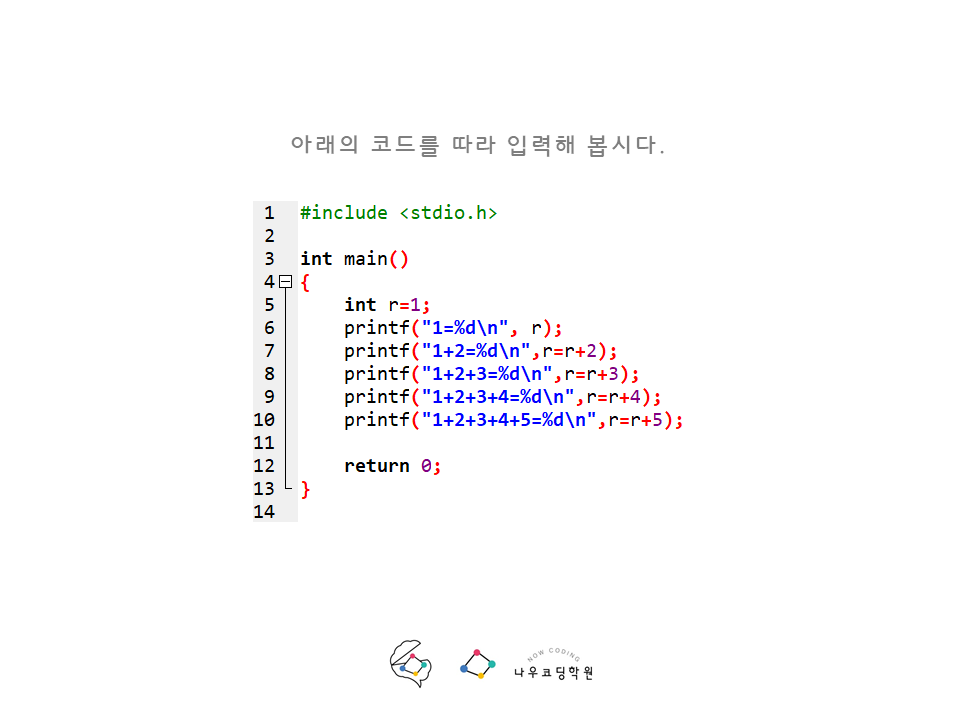 아래의 코드를 따라 입력해 봅시다.
1 #include <stdio.h>
2
3 int main()
4 {
5     int r=1;
6     printf("1=%d\n", r);
7     printf("1+2=%d\n",r=r+2);
8     printf("1+2+3=%d\n",r=r+3);
9     printf("1+2+3+4=%d\n",r=r+4);
10     printf("1+2+3+4+5=%d\n",r=r+5);
11
12     return 0;
13 }
14
NOW CODING
나우코딩학원